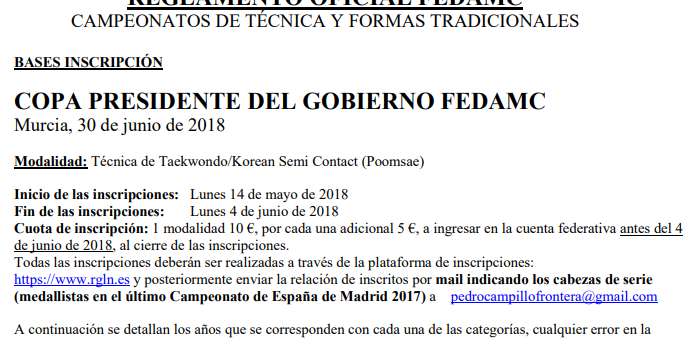 REGLAMENTO OFICIAL FEDAMC
CAMPEONATOS DE TÉCNICA Y FORMAS TRADICIONALES
BASES INSCRIPCIÓN
COPA PRESIDENTE DEL GOBIERNO FEDAMC
Murcia, 30 de junio de 2018
Modalidad: Técnica de Taekwondo/Korean Semi Contact (Poomsae)
Inicio de las inscripciones: Lunes 14 de mayo de 2018
Fin de las inscripciones: Lunes 4 de junio de 2018
Cuota de inscripción: 1 modalidad 10 €, por cada una adicional 5 €, a ingresar en la cuenta federativa antes del 4
de junio de 2018, al cierre de las inscripciones.
Todas las inscripciones deberán ser realizadas a través de la plataforma de inscripciones:
https://www.rgln.es y posteriormente enviar la relación de inscritos por mail indicando los cabezas de serie
(medallistas en el último Campeonato de España de Madrid 2017) a pedrocampillofrontera@gmail.com
A continuación se detallan los años que se corresponden con cada una de las categorías, cualquier error en la